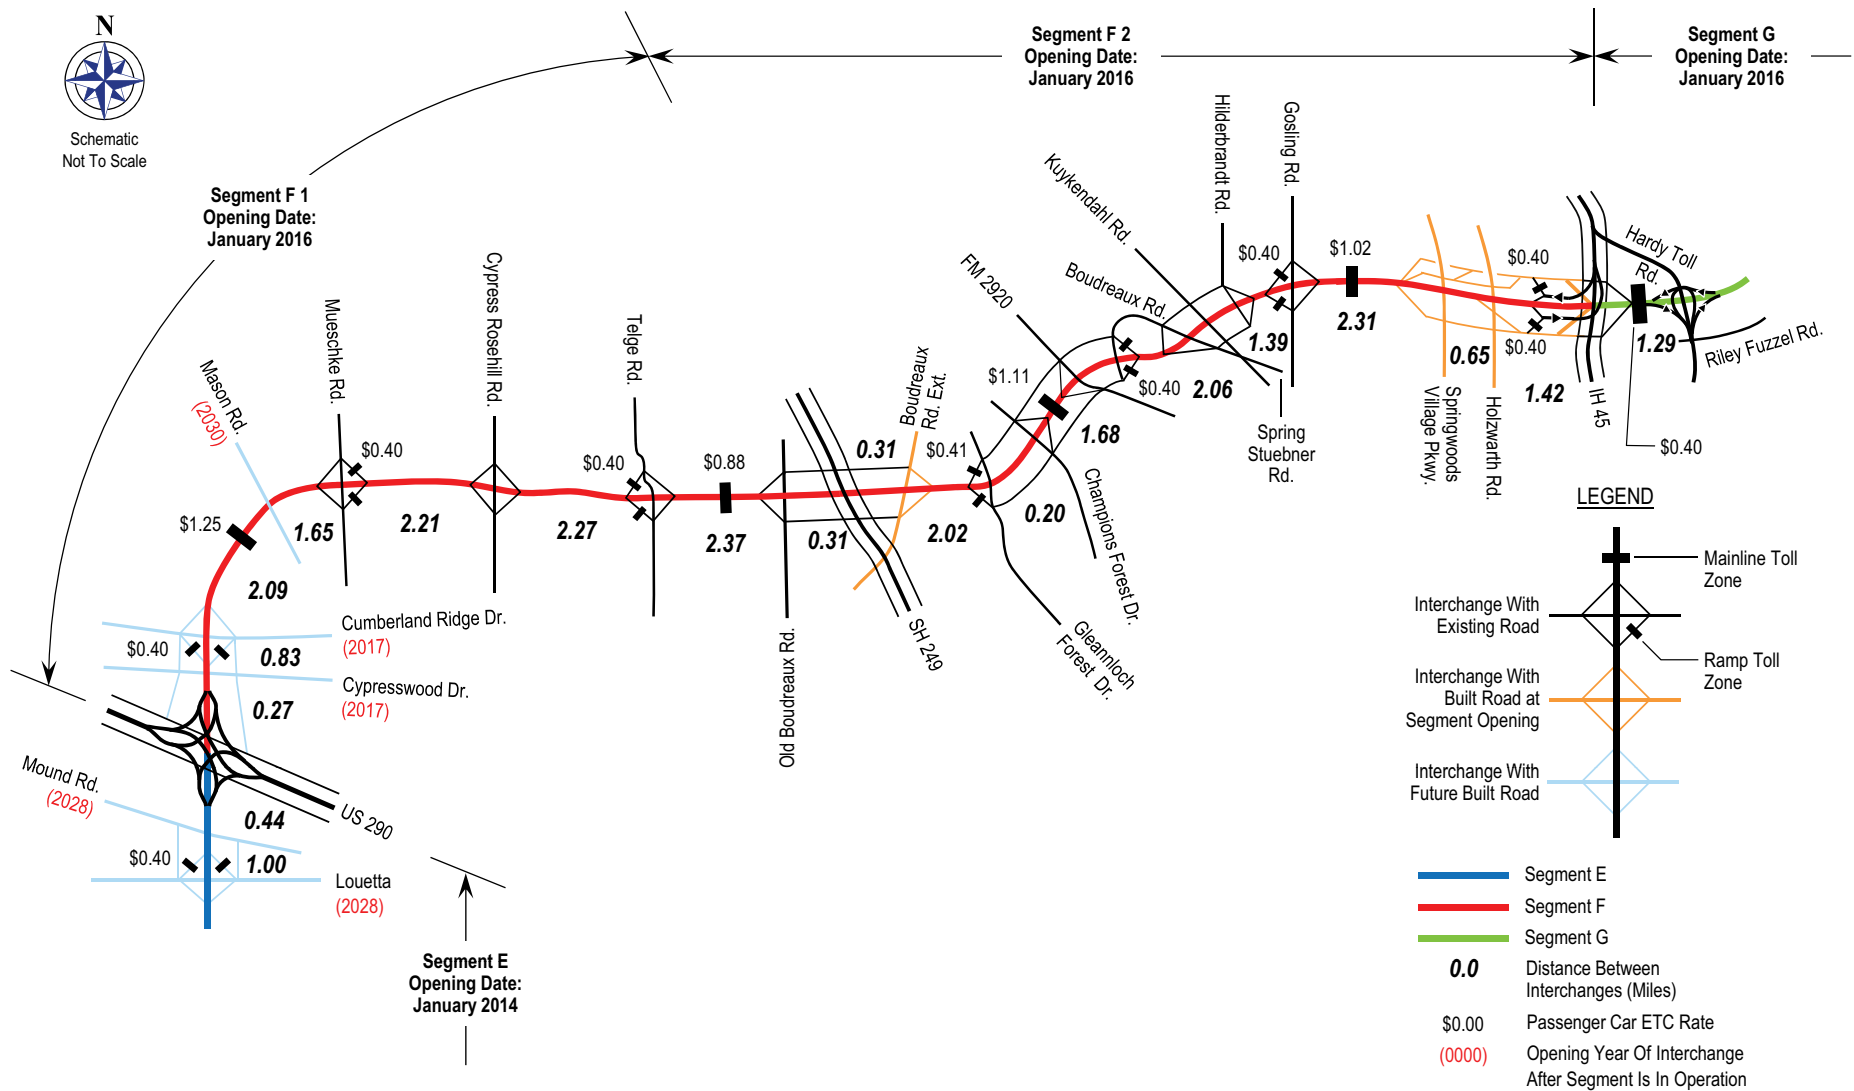 N
Schematic
Not To Scale
Segment F 1
Opening Date:
January 2016
Segment F 2
Opening Date:
January 2016
Segment G
Opening Date:
January 2016
Mason Rd.
(2030)
Mueschke Rd.
Cypress Rosehill Rd.
Telge Rd.
Boudreaux
Rd. Ext.
FM 2920
Kuykendahl Rd.
Boudreaux Rd.
Hilderbrandt Rd.
Gosling Rd.
Hardy Toll
Rd.
Riley Fuzzel Rd.
$1.25
$0.40
$0.40
$0.88
$0.41
$1.11
$0.40
$0.40
$1.02
$0.40
$0.40
$0.40
2.09
1.65
2.21
2.27
2.37
0.31
0.31
2.02
0.20
1.68
2.06
1.39
2.31
0.65
1.42
1.29
Old Boudreaux Rd.
SH 249
Gleannloch
Forest Dr.
Champions Forest Dr.
Spring
Stuebner
Rd.
Springwoods
Village Pkwy.
Holzwarth Rd.
IH 45
Cumberland Ridge Dr.
(2017)
$0.40
0.83
Cypresswood Dr.
(2017)
0.27
Mound Rd.
(2028)
US 290
0.44
$0.40
1.00
Louetta
(2028)
Segment E
Opening Date:
January 2014
LEGEND
Mainline Toll
Zone
Interchange With
Existing Road
Ramp Toll
Zone
Interchange With
Built Road at
Segment Opening
Interchange With
Future Built Road
Segment E
Segment F
Segment G
0.0 Distance Between
Interchanges (Miles)
$0.00 Passenger Car ETC Rate
(0000) Opening Year Of Interchange
After Segment Is In Operation